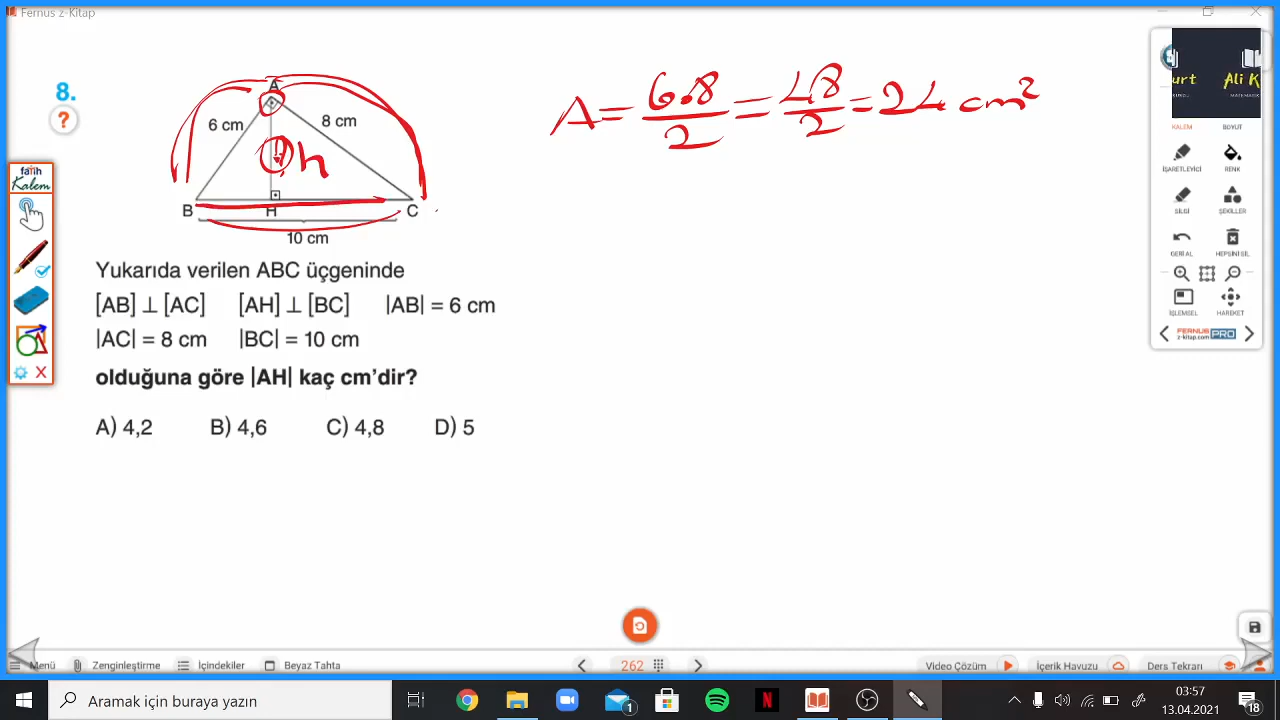 Fernus z-Kitap
8.
?
A
6 cm
8 cm
h
B
H
C
10 cm
A = 6.8/2 = 48/2 = 24 cm²
Yukarıda verilen ABC üçgeninde
[AB] ⊥ [AC] [AH] ⊥ [BC] |AB| = 6 cm
|AC| = 8 cm |BC| = 10 cm
olduğuna göre |AH| kaç cm’dir?
A) 4,2 B) 4,6 C) 4,8 D) 5
fatih
Kalem
urt Ali K
KALEM BOYUT
İŞARETLEYİCİ RENK
SİLGİ ŞEKİLLER
GERİ AL HEPSİNİ SİL
İŞLEMSEL HAREKET
FERNUS
z-kitap.com PRO
Menü Zenginleştirme İçindekiler Beyaz Tahta 262 Video Çözüm İçerik Havuzu Ders Tekrarı
Aramak için buraya yazın
1
N
03:57
13.04.2021
18